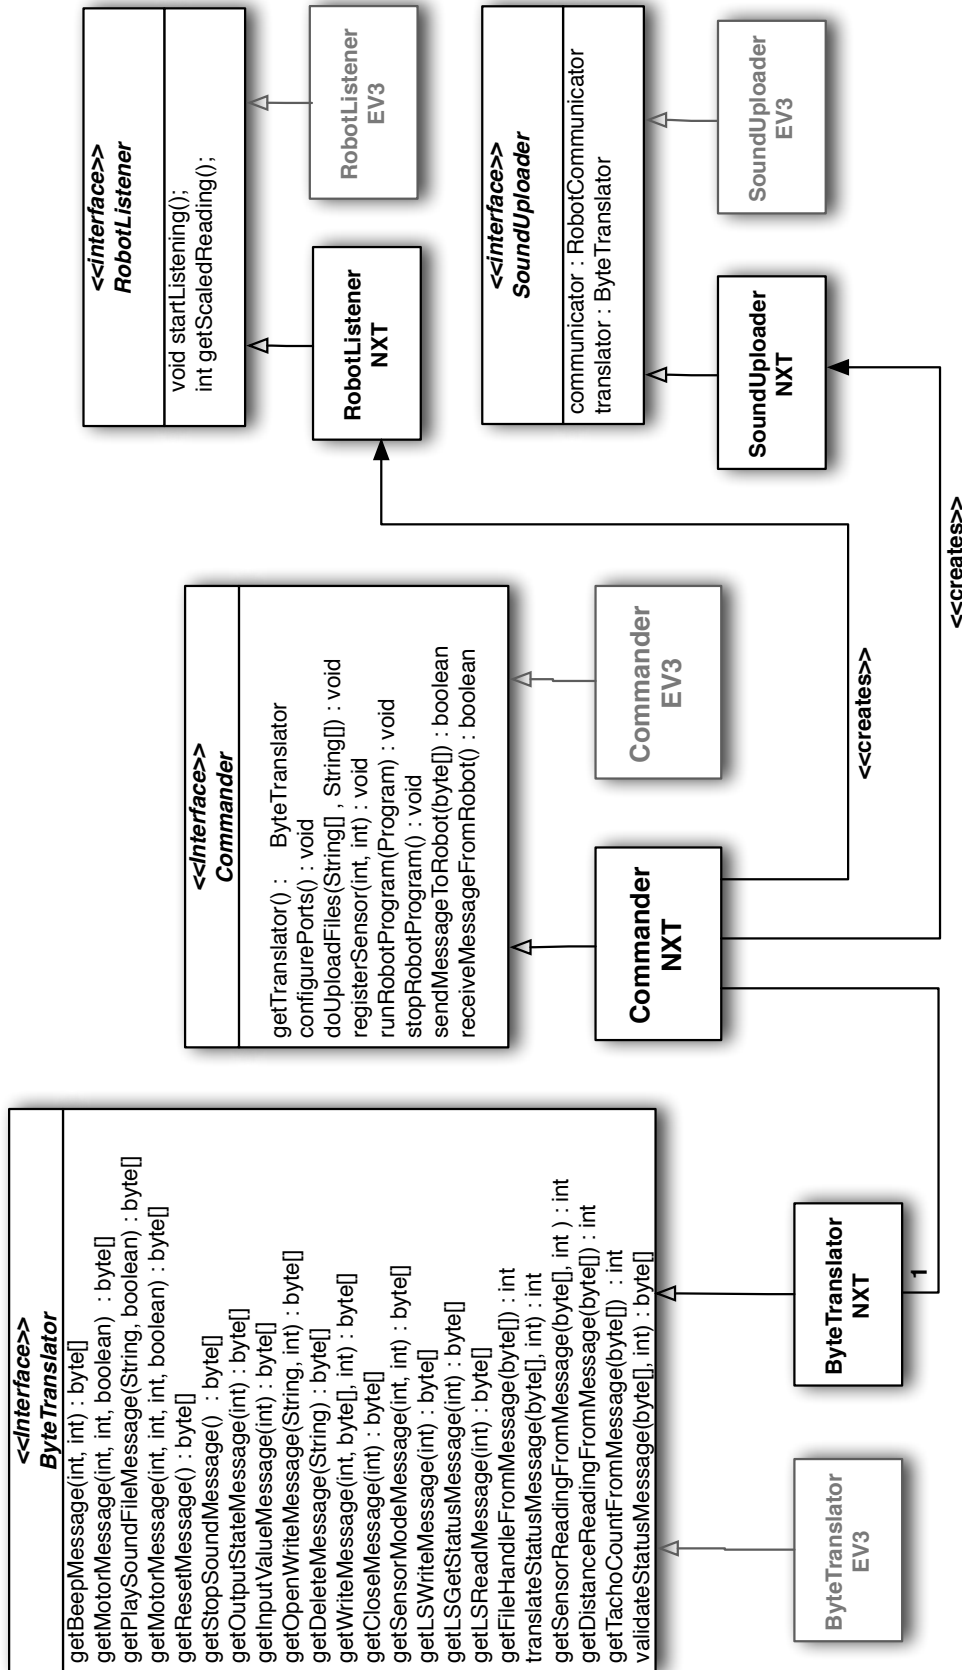 <<Interface>>
ByteTranslator
getBeepMessage(int, int) : byte[]
getMotorMessage(int, int, boolean) : byte[]
getPlaySoundFileMessage(String, boolean) : byte[]
getMotorMessage(int, int, int, boolean) : byte[]
getResetMessage() : byte[]
getStopSoundMessage() : byte[]
getOutputStateMessage(int) : byte[]
getInputValueMessage(int) : byte[]
getOpenWriteMessage(String, int) : byte[]
getDeleteMessage(String) : byte[]
getWriteMessage(int, byte[], int) : byte[]
getCloseMessage(int) : byte[]
getSensorModeMessage(int, int) : byte[]
getLSWriteMessage(int) : byte[]
getLSGetStatusMessage(int) : byte[]
getLSReadMessage(int) : byte[]
getFileHandleFromMessage(byte[]) : int
translateStatusMessage(byte[], int) : int
getSensorReadingFromMessage(byte[], int ) : int
getDistanceReadingFromMessage(byte[]) : int
getTachoCountFromMessage(byte[]) : int
validateStatusMessage(byte[], int) : byte[]
ByteTranslator
EV3
ByteTranslator
NXT
1
<<Interface>>
Commander
getTranslator() : ByteTranslator
configurePorts() : void
doUploadFiles(String[] , String[]) : void
registerSensor(int, int) : void
runRobotProgram(Program) : void
stopRobotProgram() : void
sendMessageToRobot(byte[]) : boolean
receiveMessageFromRobot() : boolean
Commander
NXT
Commander
EV3
<<creates>>
<<creates>>
<<interface>>
RobotListener
void startListening();
int getScaledReading();
RobotListener
NXT
RobotListener
EV3
<<interface>>
SoundUploader
communicator : RobotCommunicator
translator : ByteTranslator
SoundUploader
NXT
SoundUploader
EV3